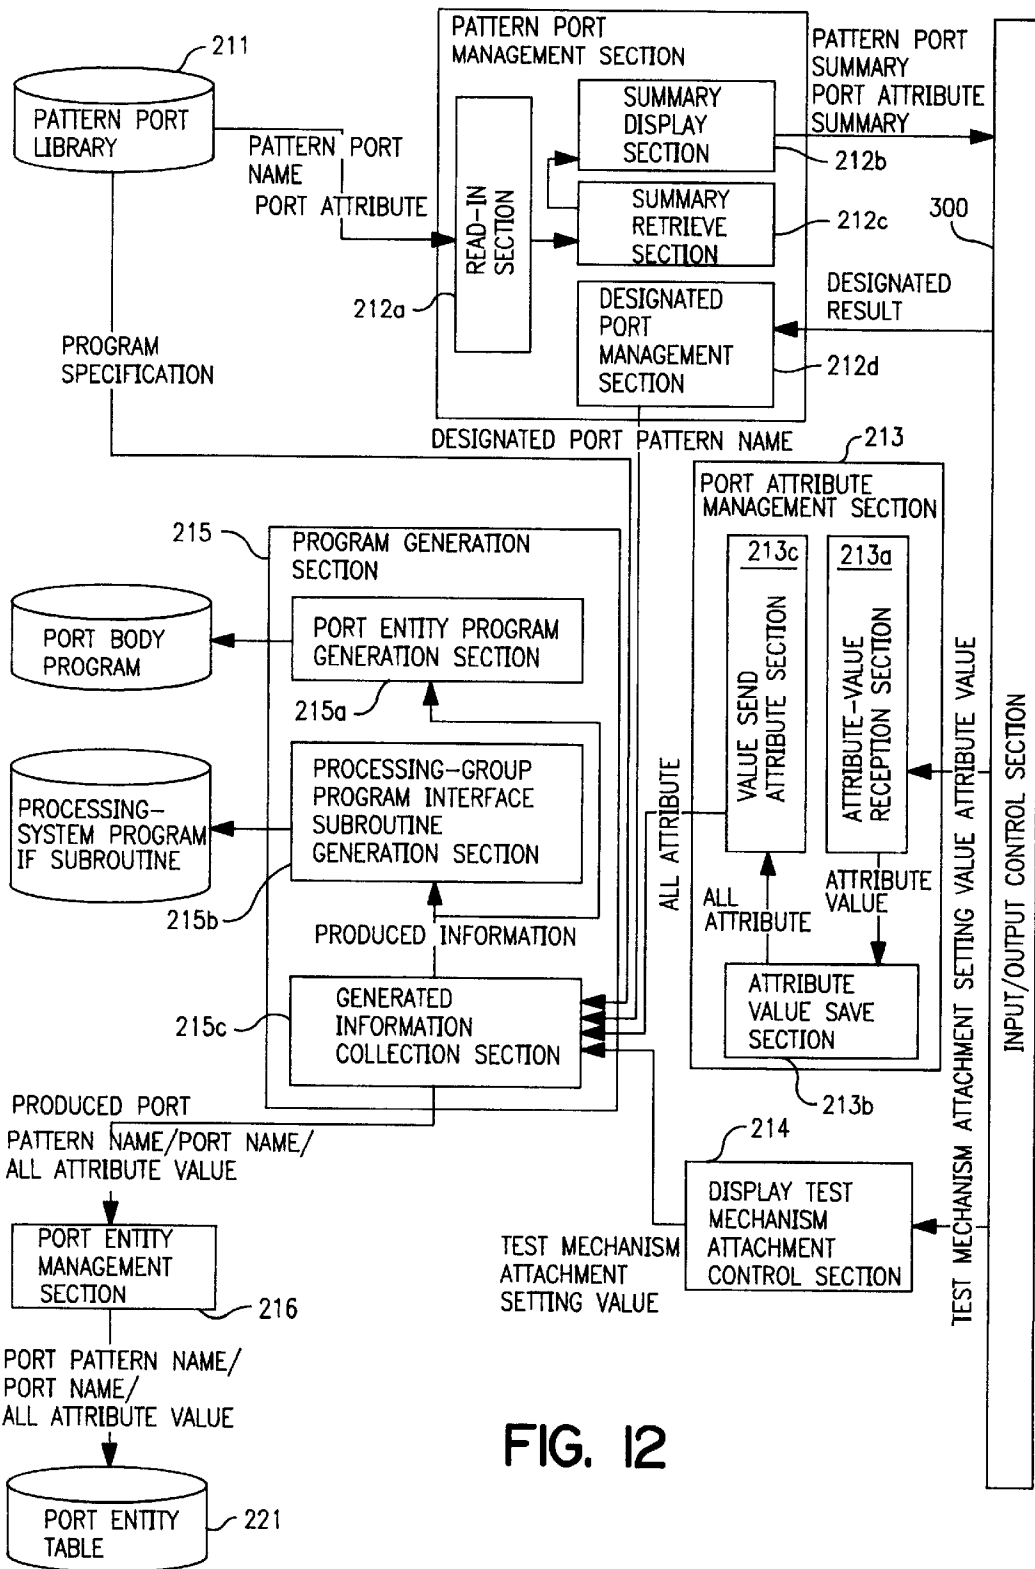 211
PATTERN PORT
LIBRARY
PATTERN PORT
NAME
PORT ATTRIBUTE
PROGRAM
SPECIFICATION
PATTERN PORT
MANAGEMENT SECTION
READ-IN
SECTION
212a
SUMMARY
DISPLAY
SECTION
212b
SUMMARY
RETRIEVE
SECTION
212c
DESIGNATED
PORT
MANAGEMENT
SECTION
212d
PATTERN PORT
SUMMARY
PORT ATTRIBUTE
SUMMARY
300
DESIGNATED
RESULT
DESIGNATED PORT PATTERN NAME
213
PORT ATTRIBUTE
MANAGEMENT SECTION
213c
VALUE SEND
ATTRIBUTE SECTION
213a
ATTRIBUTE-VALUE
RECEPTION SECTION
ALL
ATTRIBUTE
ATTRIBUTE
VALUE
ATTRIBUTE
VALUE SAVE
SECTION
213b
ALL ATTRIBUTE
TEST MECHANISM ATTACHMENT SETTING VALUE ATTRIBUTE VALUE
INPUT/OUTPUT CONTROL SECTION
215
PROGRAM GENERATION
SECTION
PORT ENTITY PROGRAM
GENERATION SECTION
215a
PORT BODY
PROGRAM
PROCESSING-GROUP
PROGRAM INTERFACE
SUBROUTINE
GENERATION SECTION
215b
PROCESSING-
SYSTEM PROGRAM
IF SUBROUTINE
PRODUCED INFORMATION
215c
GENERATED
INFORMATION
COLLECTION SECTION
214
DISPLAY TEST
MECHANISM
ATTACHMENT
CONTROL SECTION
TEST MECHANISM
ATTACHMENT
SETTING VALUE
PRODUCED PORT
PATTERN NAME/PORT NAME/
ALL ATTRIBUTE VALUE
PORT ENTITY
MANAGEMENT
SECTION
216
PORT PATTERN NAME/
PORT NAME/
ALL ATTRIBUTE VALUE
PORT ENTITY
TABLE
221
FIG. 12